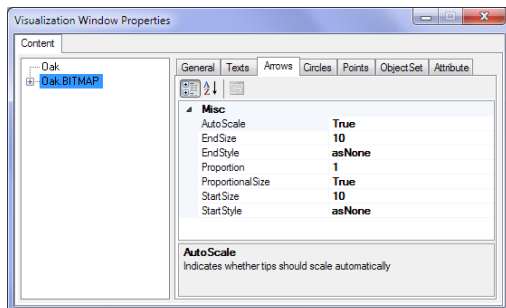 Visualization Window Properties
Content
Oak
Oak.BITMAP
General Texts Arrows Circles Points ObjectSet Attribute
Misc
AutoScale True
EndSize 10
EndStyle asNone
Proportion 1
ProportionalSize True
StartSize 10
StartStyle asNone
AutoScale
Indicates whether tips should scale automatically